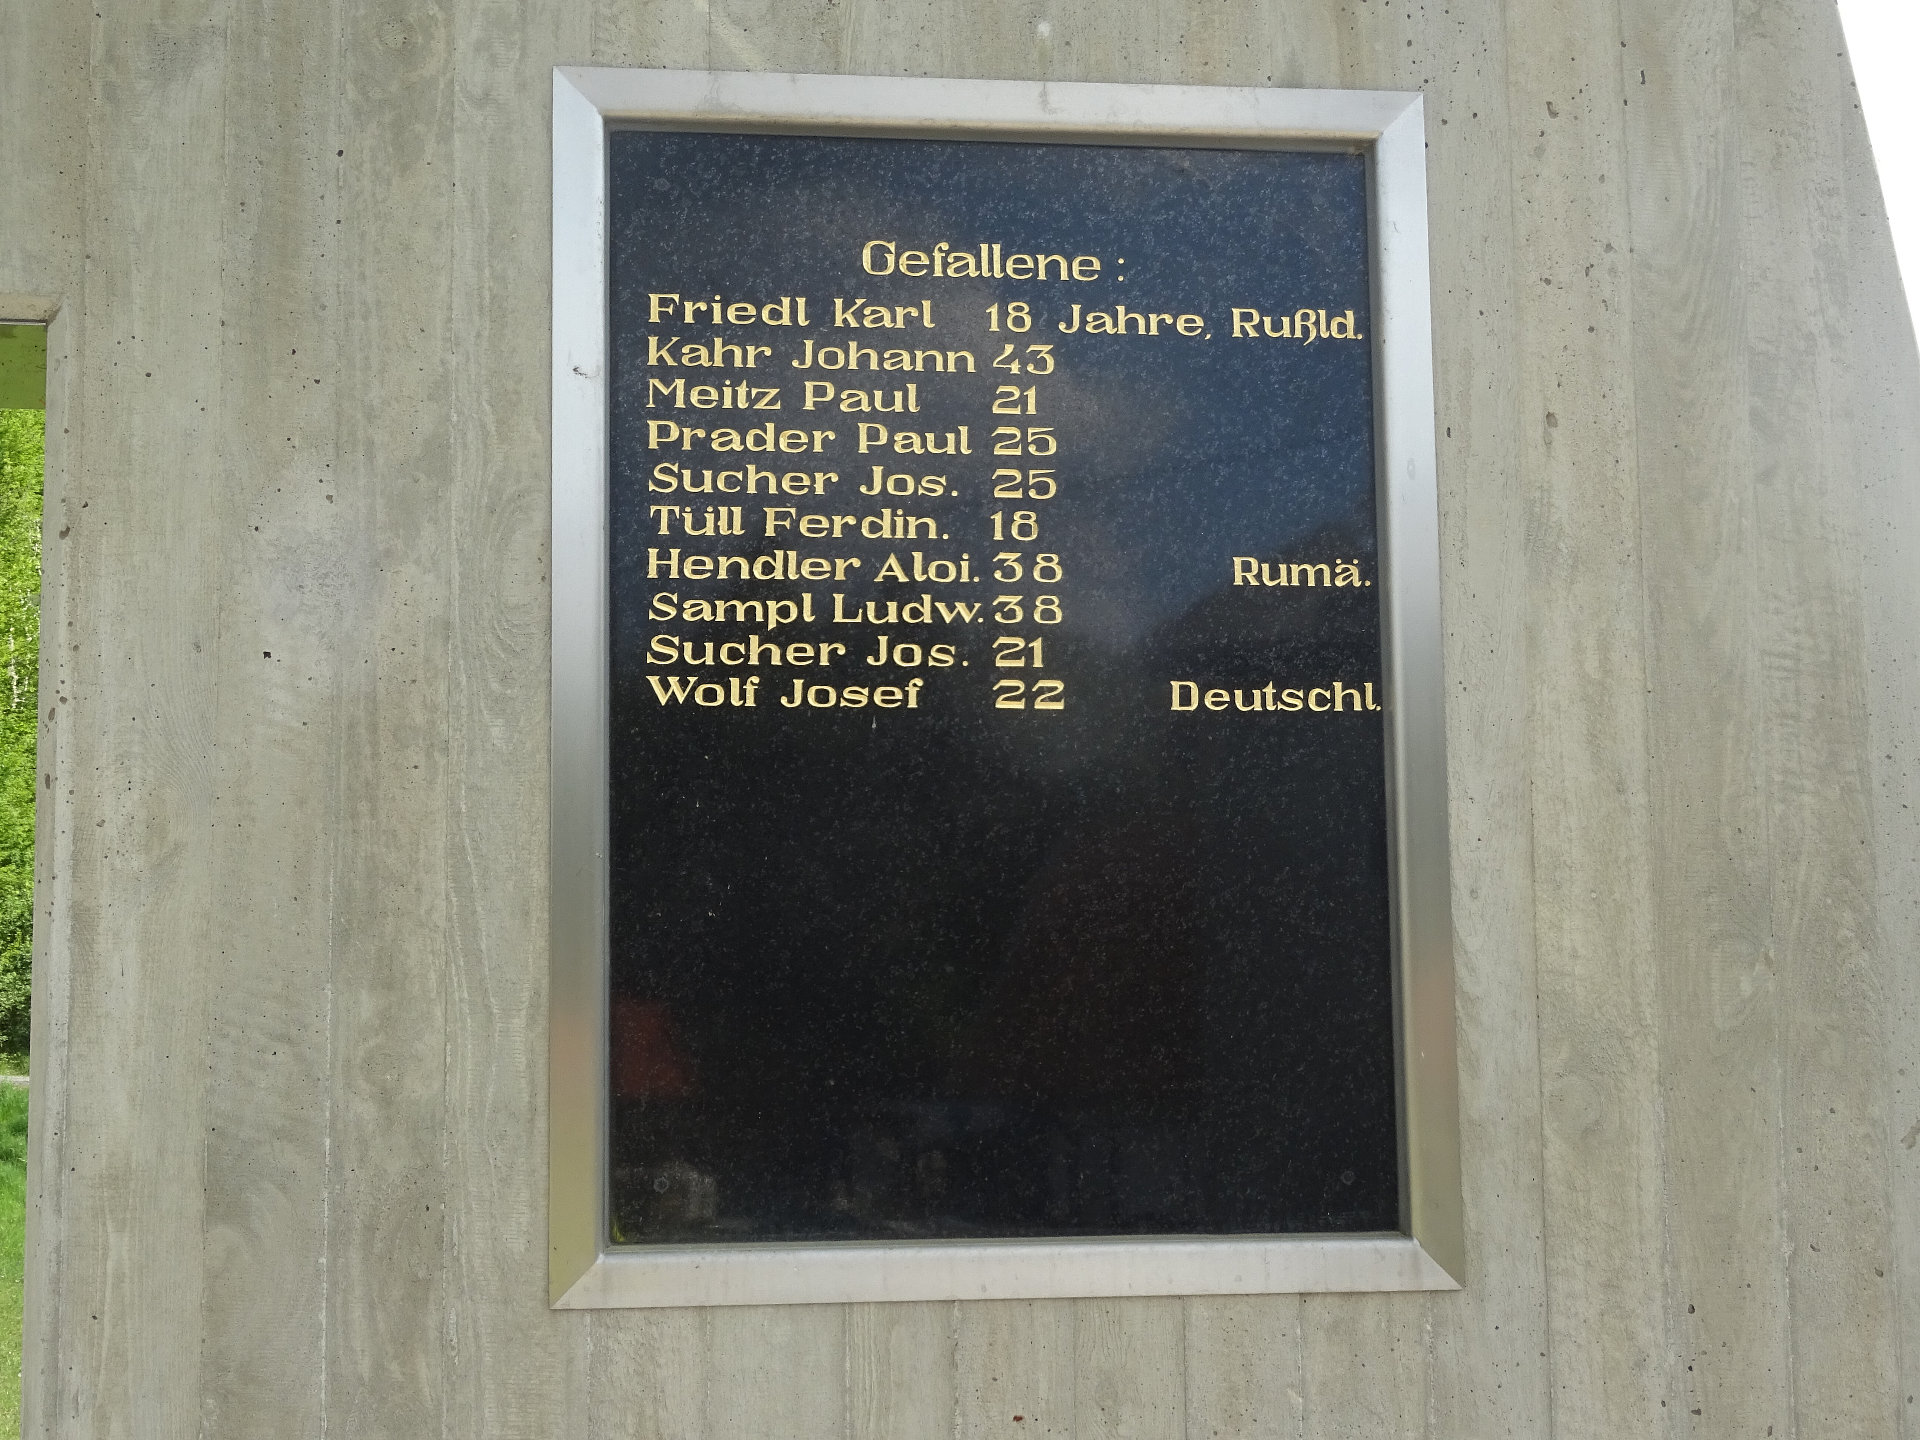 Gefallene :
Friedl Karl 18 Jahre, Rußld.
Kahr Johann 43
Meitz Paul 21
Prader Paul 25
Sucher Jos. 25
Tüll Ferdin. 18
Hendler Aloi. 38 Rumä.
Sampl Ludw. 38
Sucher Jos. 21
Wolf Josef 22 Deutschl.